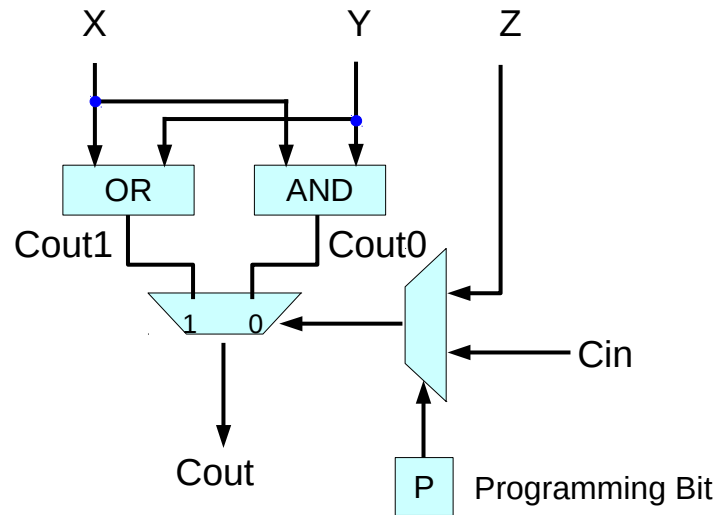 X Y Z
OR AND
Cout1 Cout0
1 0
Cin
Cout
P Programming Bit